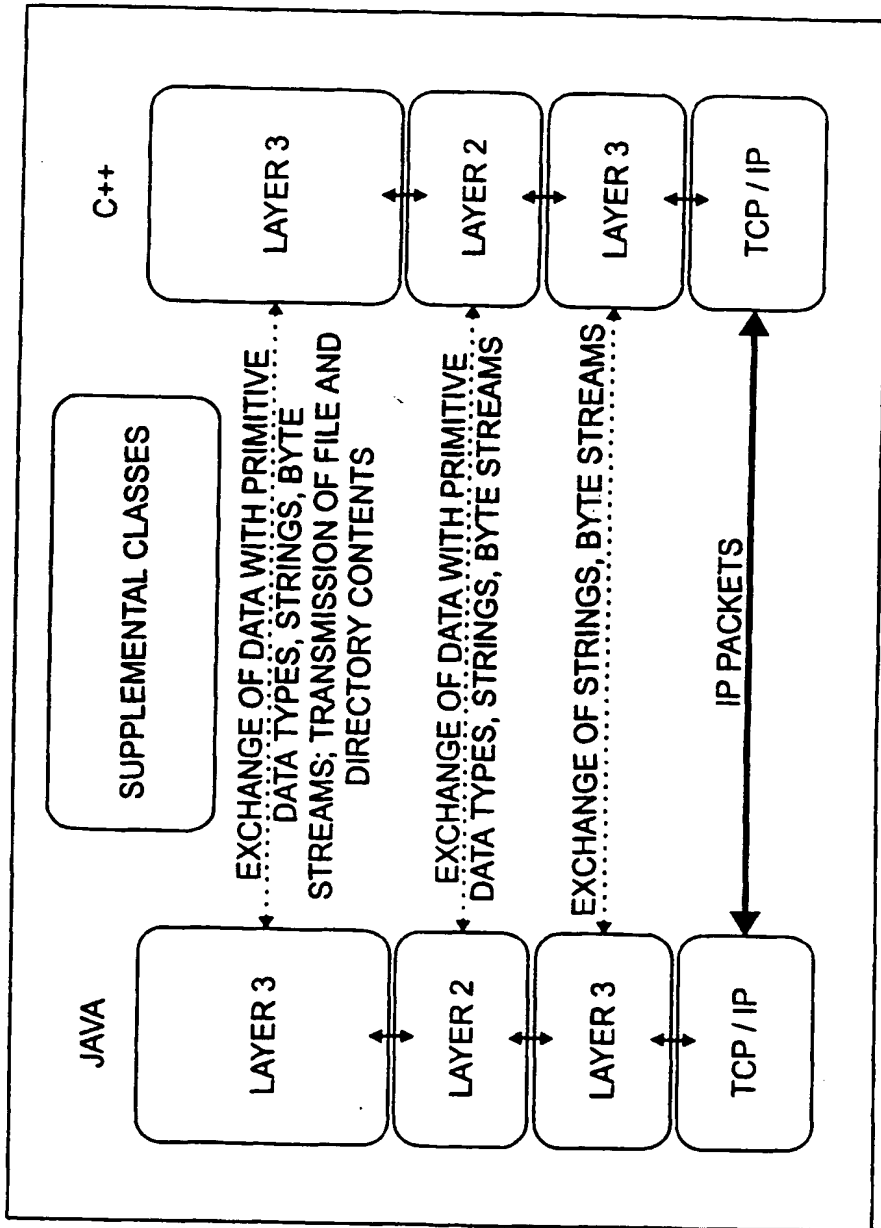 JAVA
C++
SUPPLEMENTAL CLASSES
LAYER 3
EXCHANGE OF DATA WITH PRIMITIVE
DATA TYPES, STRINGS, BYTE
STREAMS; TRANSMISSION OF FILE AND
DIRECTORY CONTENTS
LAYER 3
LAYER 2
EXCHANGE OF DATA WITH PRIMITIVE
DATA TYPES, STRINGS, BYTE STREAMS
LAYER 2
LAYER 3
EXCHANGE OF STRINGS, BYTE STREAMS
LAYER 3
TCP / IP
IP PACKETS
TCP / IP